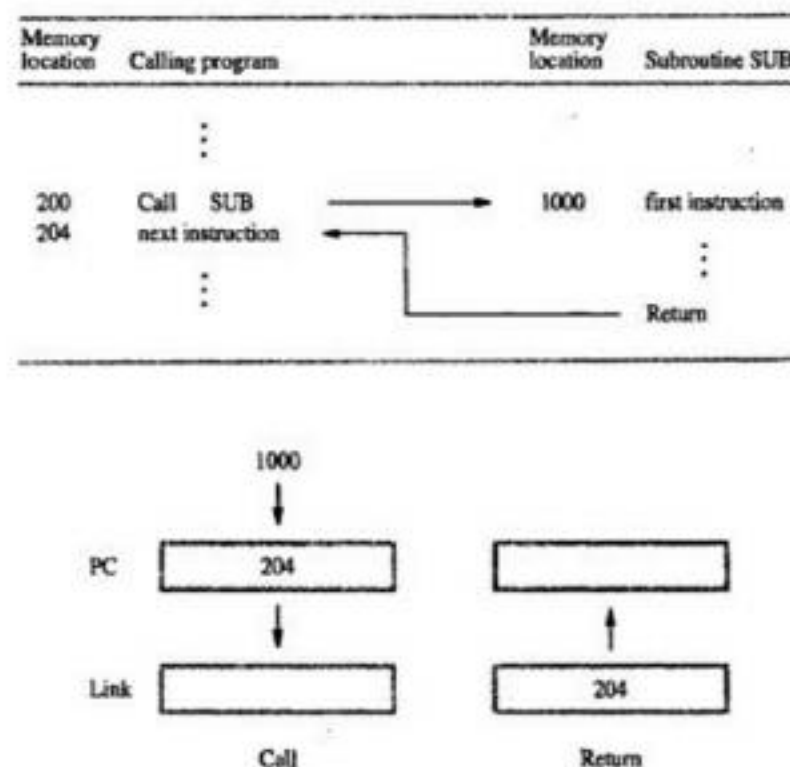 Memory location Calling program Memory location Subroutine SUB
200 Call SUB 1000 first instruction
204 next instruction
Return
1000
PC 204
Link 204
Call Return